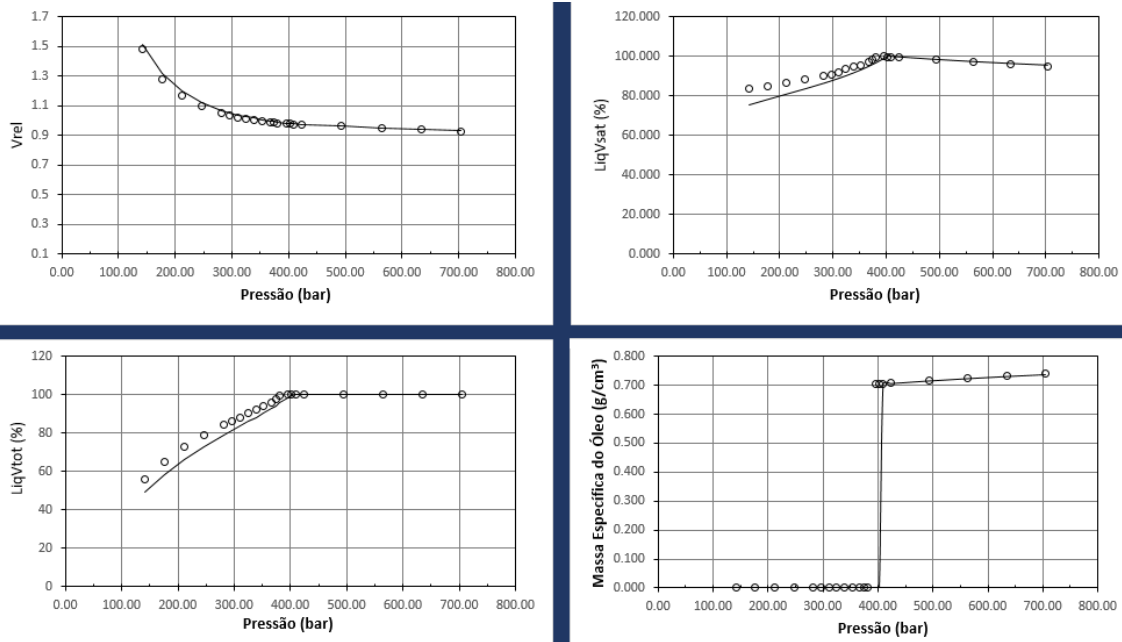 Vrel
1.7
1.5
1.3
1.1
0.9
0.7
0.5
0.3
0.1
0.00 100.00 200.00 300.00 400.00 500.00 600.00 700.00 800.00
Pressão (bar)
LiqVsat (%)
120.000
100.000
80.000
60.000
40.000
20.000
0.000
0.00 100.00 200.00 300.00 400.00 500.00 600.00 700.00 800.00
Pressão (bar)
LiqVtot (%)
120
100
80
60
40
20
0
0.00 100.00 200.00 300.00 400.00 500.00 600.00 700.00 800.00
Pressão (bar)
Massa Específica do Óleo (g/cm³)
0.800
0.700
0.600
0.500
0.400
0.300
0.200
0.100
0.000
0.00 100.00 200.00 300.00 400.00 500.00 600.00 700.00 800.00
Pressão (bar)